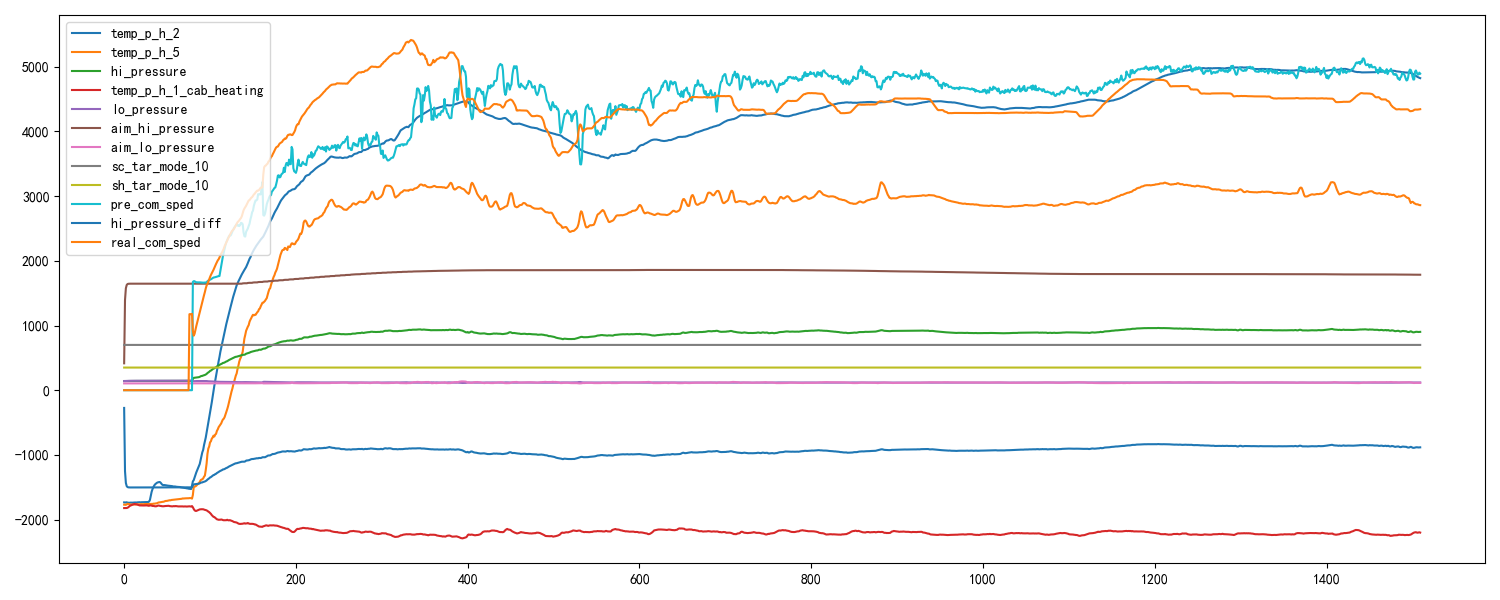 temp_p_h_2
temp_p_h_5
hi_pressure
temp_p_h_1_cab_heating
lo_pressure
aim_hi_pressure
aim_lo_pressure
sc_tar_mode_10
sh_tar_mode_10
pre_com_sped
hi_pressure_diff
real_com_sped
5000
4000
3000
2000
1000
0
−1000
−2000
0 200 400 600 800 1000 1200 1400